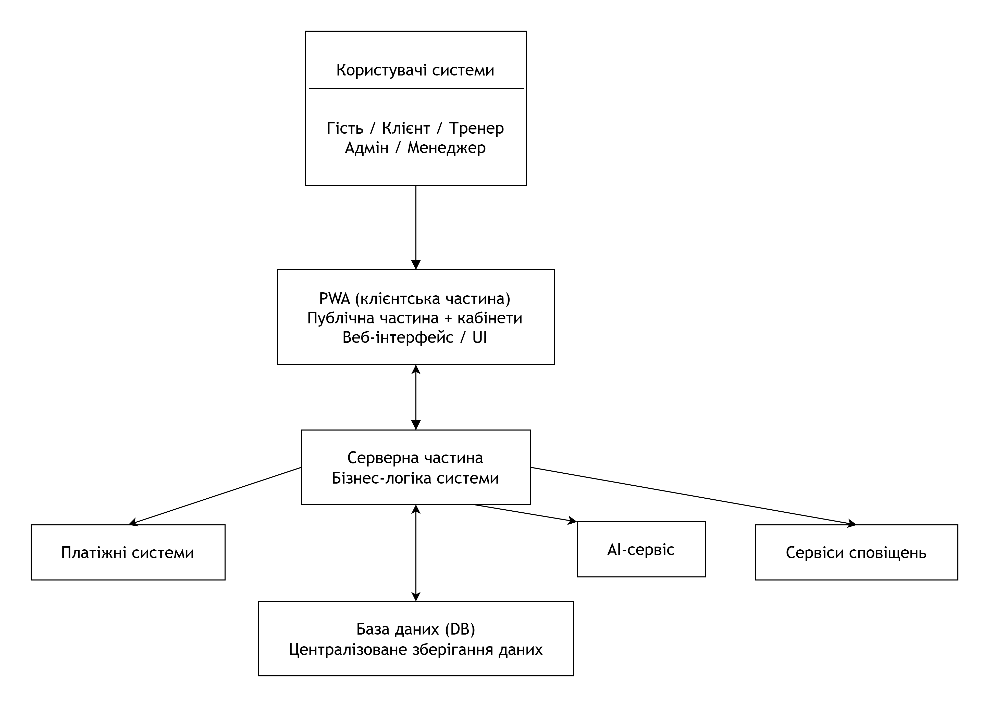 Користувачі системи
Гість / Клієнт / Тренер
Адмін / Менеджер
PWA (клієнтська частина)
Публічна частина + кабінети
Веб-інтерфейс / UI
Серверна частина
Бізнес-логіка системи
Платіжні системи
АІ-сервіс
Сервіси сповіщень
База даних (DB)
Централізоване зберігання даних